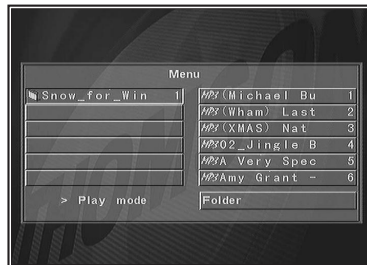 Menu
Snow_for_Win 1
MP3 (Michael Bu 1
MP3 (Wham) Last 2
MP3 (XMAS) Nat 3
MP3 02_Jingle B 4
MP3 A Very Spec 5
MP3 Amy Grant - 6
> Play mode
Folder
THOMSON